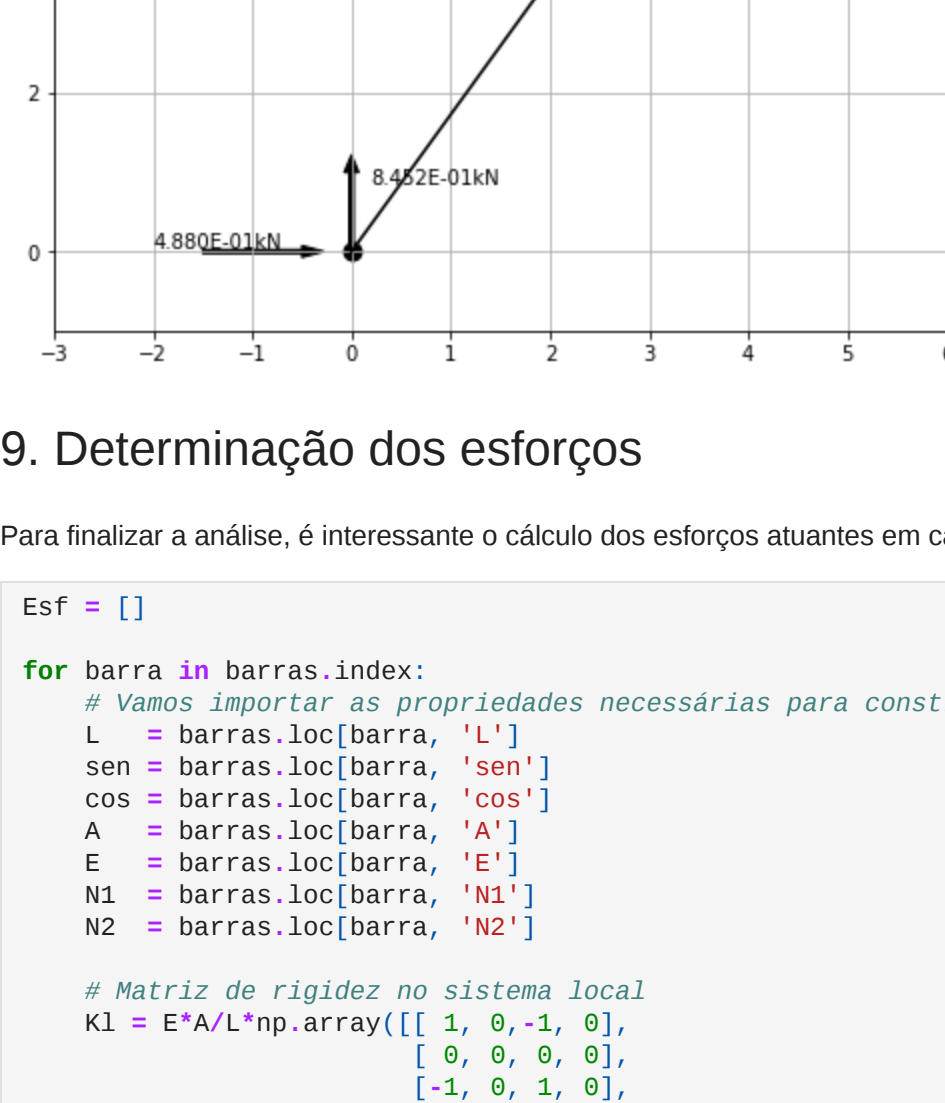 2
8.452E-01kN
4.880E-01kN
0
−3 −2 −1 0 1 2 3 4 5
9. Determinação dos esforços
Para finalizar a análise, é interessante o cálculo dos esforços atuantes em
Esf = []
for barra in barras.index:
# Vamos importar as propriedades necessárias para const
L = barras.loc[barra, 'L']
sen = barras.loc[barra, 'sen']
cos = barras.loc[barra, 'cos']
A = barras.loc[barra, 'A']
E = barras.loc[barra, 'E']
N1 = barras.loc[barra, 'N1']
N2 = barras.loc[barra, 'N2']
# Matriz de rigidez no sistema local
Kl = E*A/L*np.array([[ 1, 0,-1, 0],
[ 0, 0, 0, 0],
[-1, 0, 1, 0],